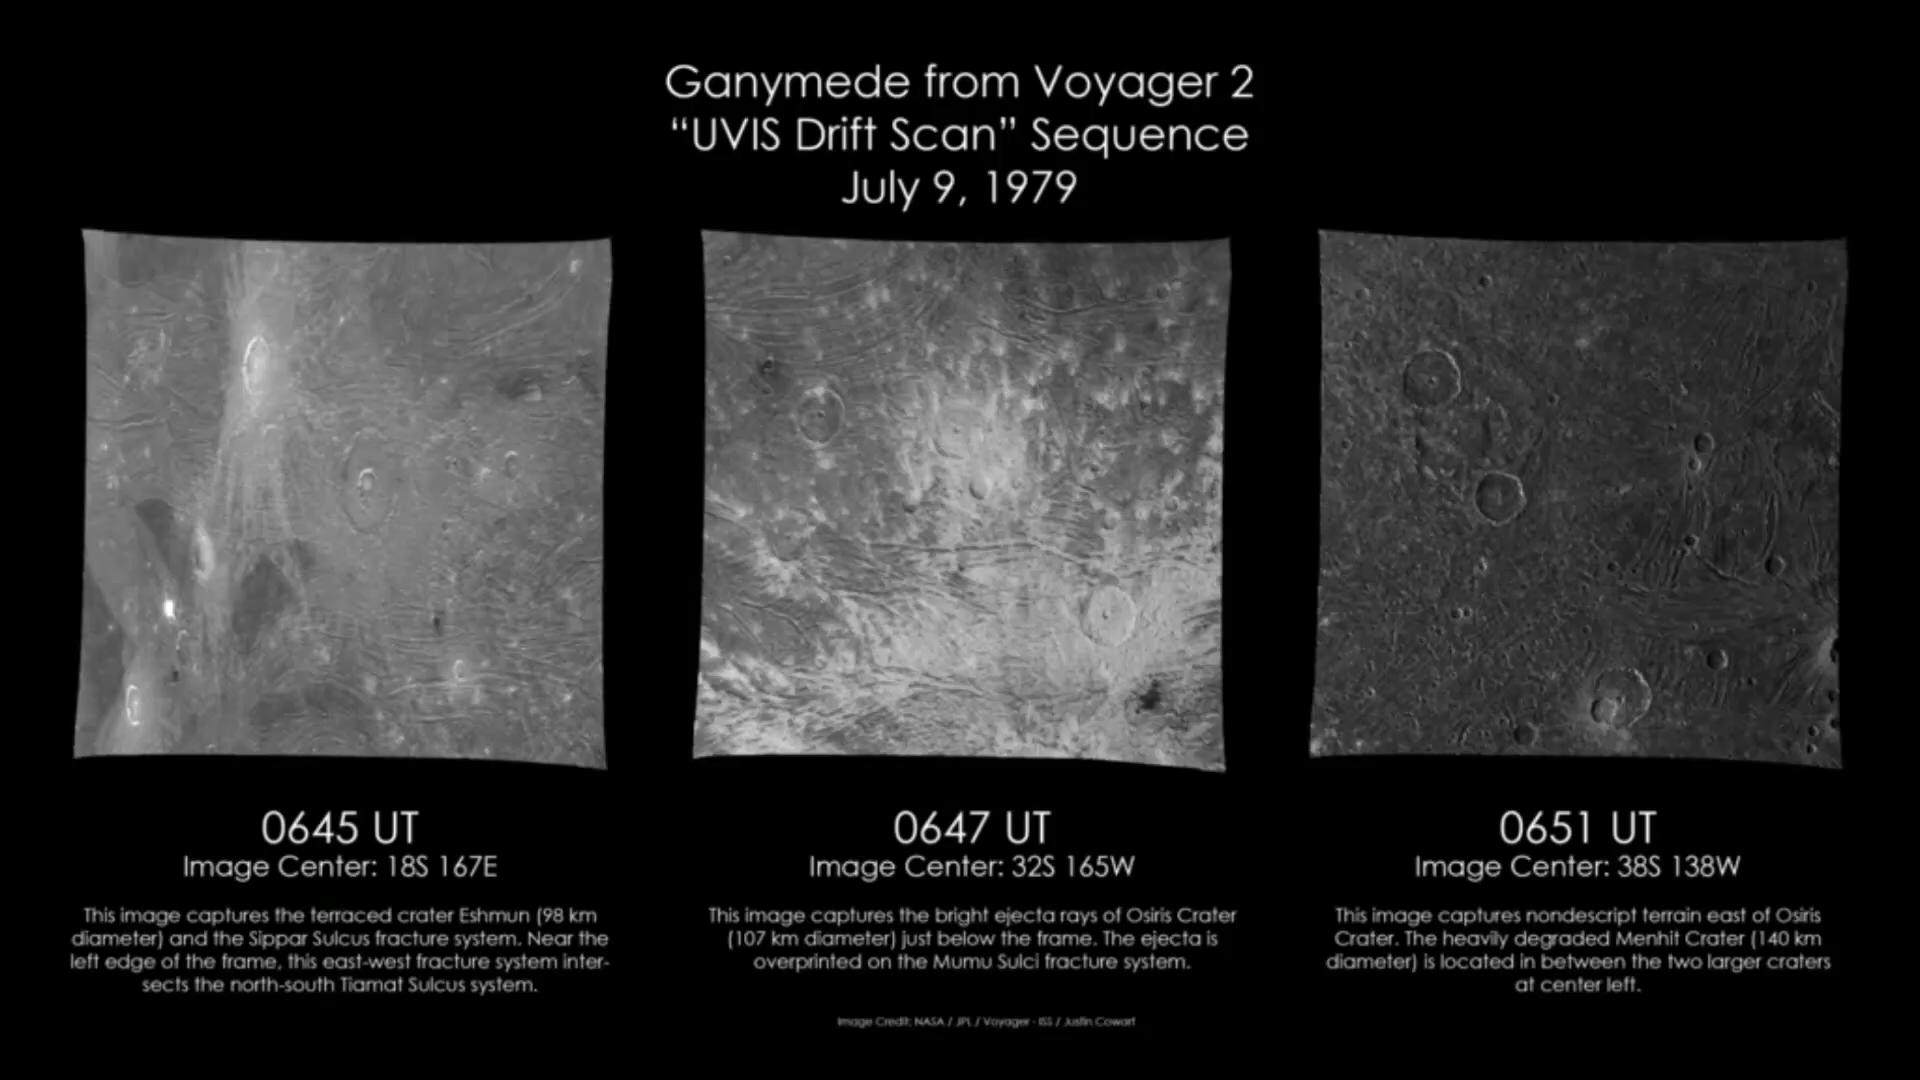 Ganymede from Voyager 2
“UVIS Drift Scan” Sequence
July 9, 1979
0645 UT
Image Center: 18S 167E
This image captures the terraced crater Eshmun (98 km
diameter) and the Sippar Sulcus fracture system. Near the
left edge of the frame, this east-west fracture system inter-
sects the north-south Tiamat Sulcus system.
0647 UT
Image Center: 32S 165W
This image captures the bright ejecta rays of Osiris Crater
(107 km diameter) just below the frame. The ejecta is
overprinted on the Mumu Sulci fracture system.
0651 UT
Image Center: 38S 138W
This image captures nondescript terrain east of Osiris
Crater. The heavily degraded Menhit Crater (140 km
diameter) is located in between the two larger craters
at center left.
Image Credit: NASA / JPL / Voyager - ISS / Justin Cowart